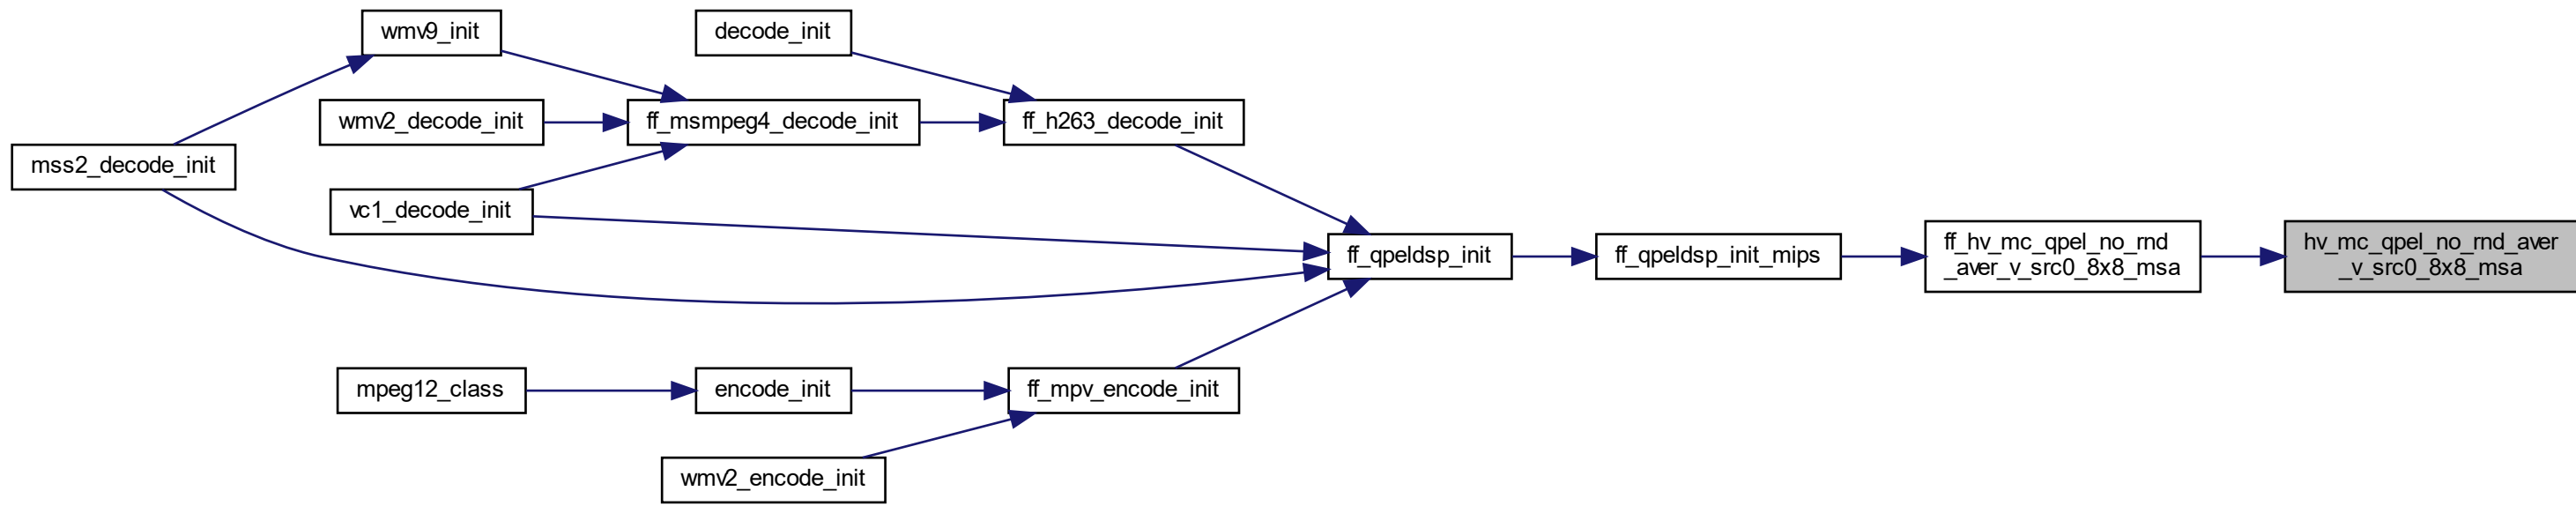 wmv9_init
decode_init
wmv2_decode_init
ff_msmpeg4_decode_init
ff_h263_decode_init
mss2_decode_init
vc1_decode_init
ff_qpeldsp_init
ff_qpeldsp_init_mips
ff_hv_mc_qpel_no_rnd
_aver_v_src0_8x8_msa
hv_mc_qpel_no_rnd_aver
_v_src0_8x8_msa
mpeg12_class
encode_init
ff_mpv_encode_init
wmv2_encode_init